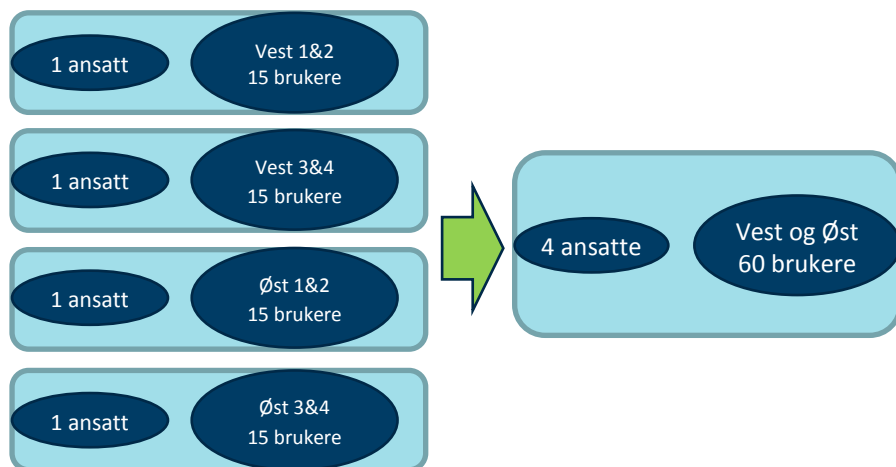 1 ansatt
Vest 1&2
15 brukere
1 ansatt
Vest 3&4
15 brukere
1 ansatt
Øst 1&2
15 brukere
1 ansatt
Øst 3&4
15 brukere
4 ansatte
Vest og Øst
60 brukere